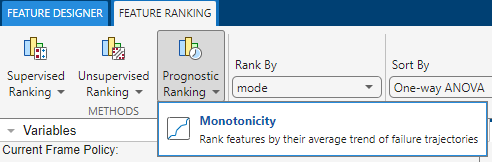 FEATURE DESIGNER FEATURE RANKING
Supervised Ranking
Unsupervised Ranking
Prognostic Ranking
Rank By
mode
Sort By
One-way ANOVA
METHODS
Monotonicity
Rank features by their average trend of failure trajectories
Variables
Current Frame Policy: